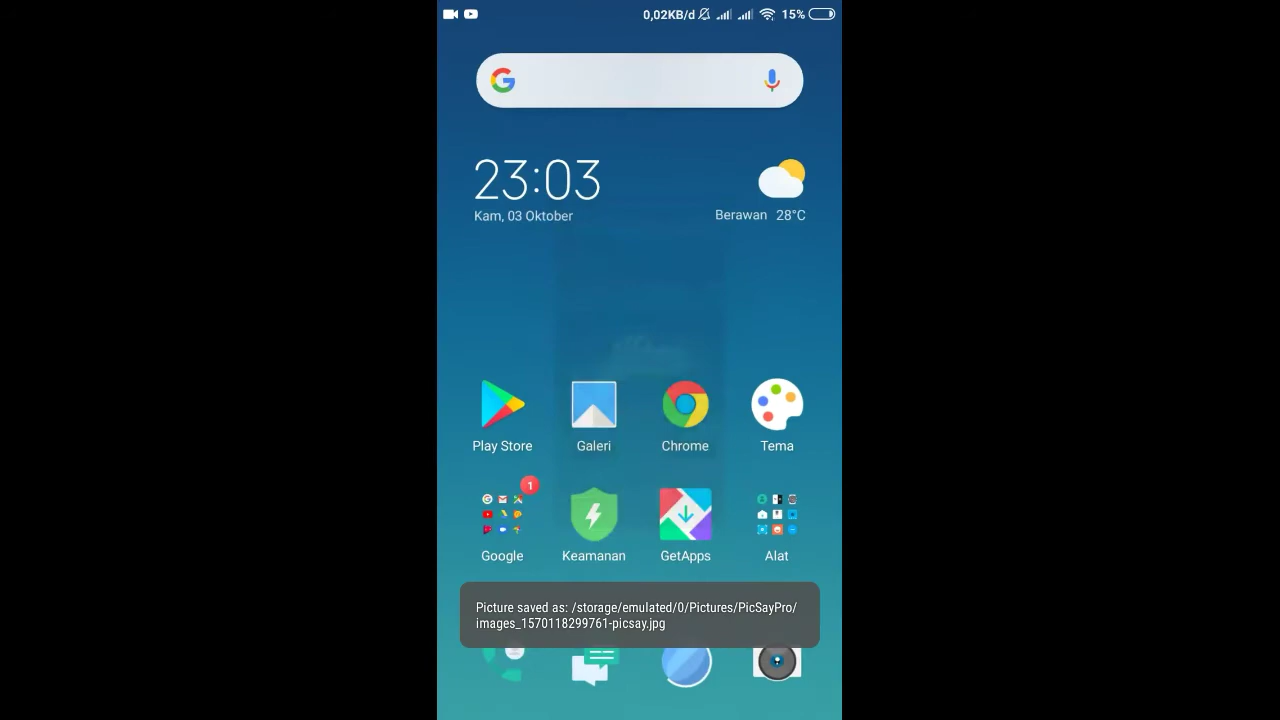 0,02KB/d 15%
23:03
Kam, 03 Oktober
Berawan 28°C
Play Store Galeri Chrome Tema
1
Google Keamanan GetApps Alat
Picture saved as: /storage/emulated/0/Pictures/PicSayPro/
images_1570118299761-picsay.jpg